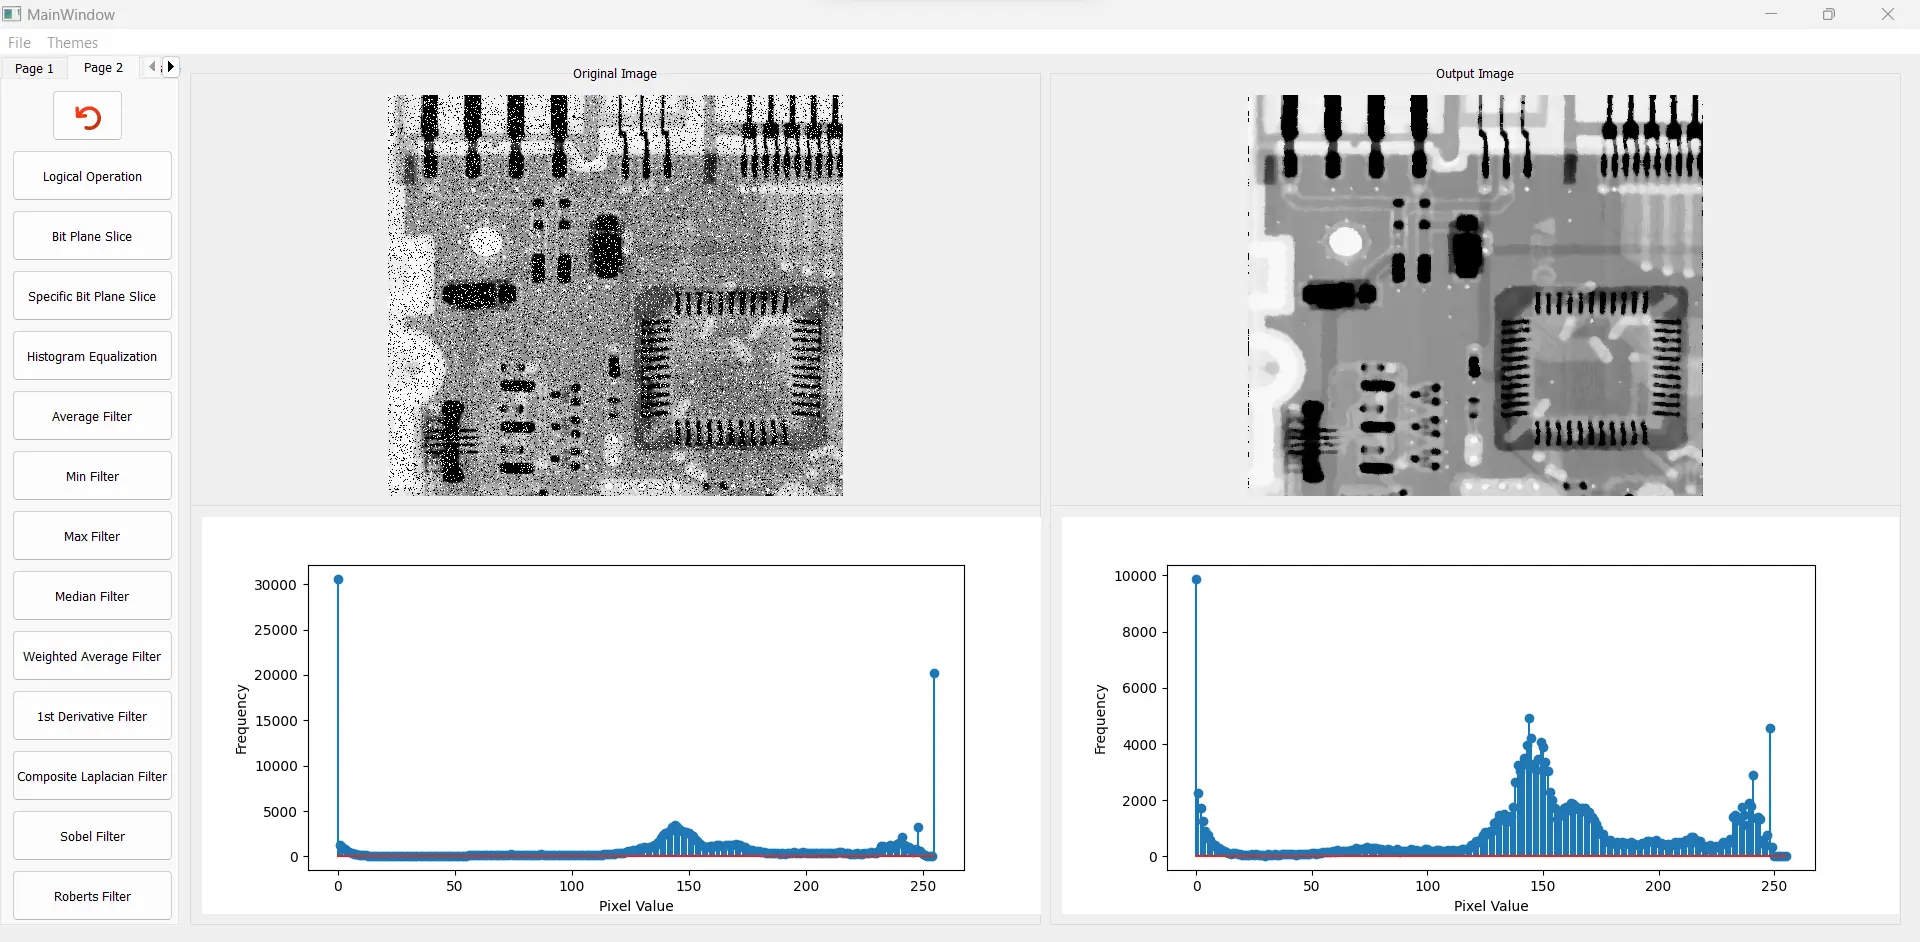 MainWindow
File Themes
Page 1 Page 2
Logical Operation
Bit Plane Slice
Specific Bit Plane Slice
Histogram Equalization
Average Filter
Min Filter
Max Filter
Median Filter
Weighted Average Filter
1st Derivative Filter
Composite Laplacian Filter
Sobel Filter
Roberts Filter
Original Image
30000
25000
20000
15000
10000
5000
0
Frequency
0 50 100 150 200 250
Pixel Value
Output Image
10000
8000
6000
4000
2000
0
Frequency
0 50 100 150 200 250
Pixel Value